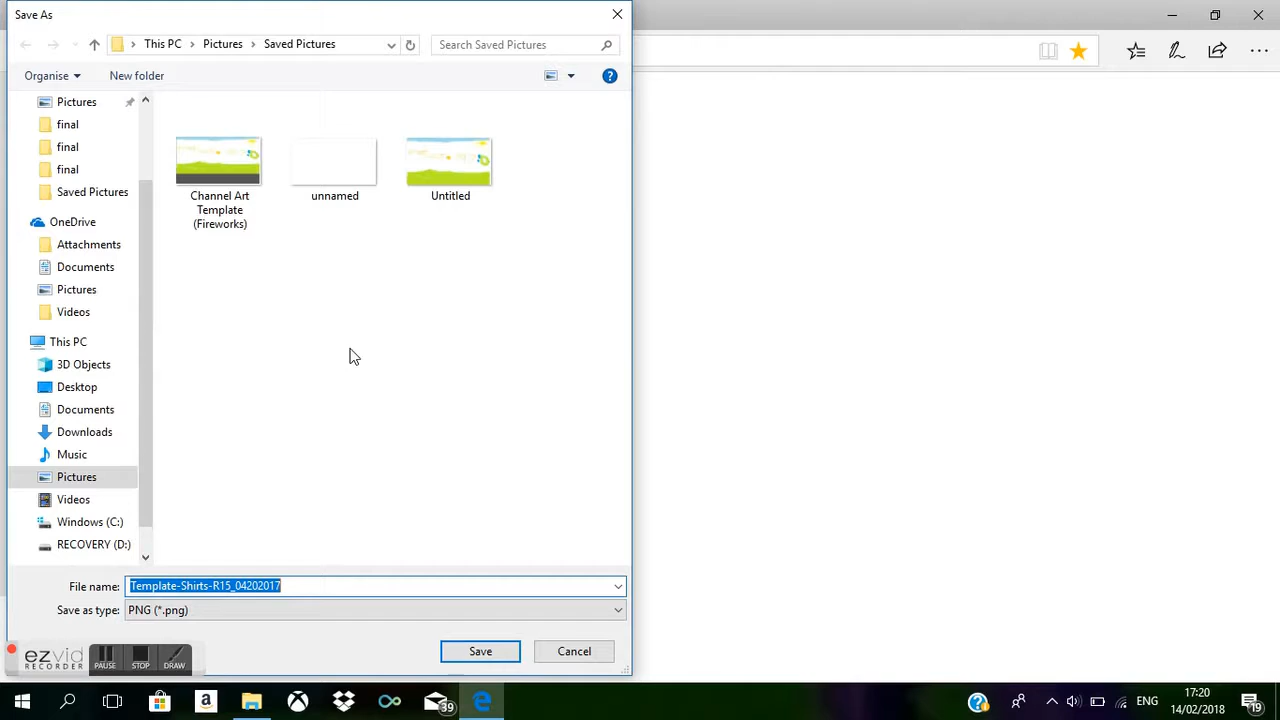 Save As
This PC
Pictures
Saved Pictures
Search Saved Pictures
Organise
New folder
Pictures
final
final
final
Saved Pictures
OneDrive
Attachments
Documents
Pictures
Videos
This PC
3D Objects
Desktop
Documents
Downloads
Music
Pictures
Videos
Windows (C:)
RECOVERY (D:)
Channel Art
Template
(Fireworks)
unnamed
Untitled
File name:
Template-Shirts-R15_04202017
Save as type:
PNG (*.png)
Save
Cancel
ezvid
RECORDER
PAUSE
STOP
DRAW
39
ENG
17:20
14/02/2018
19